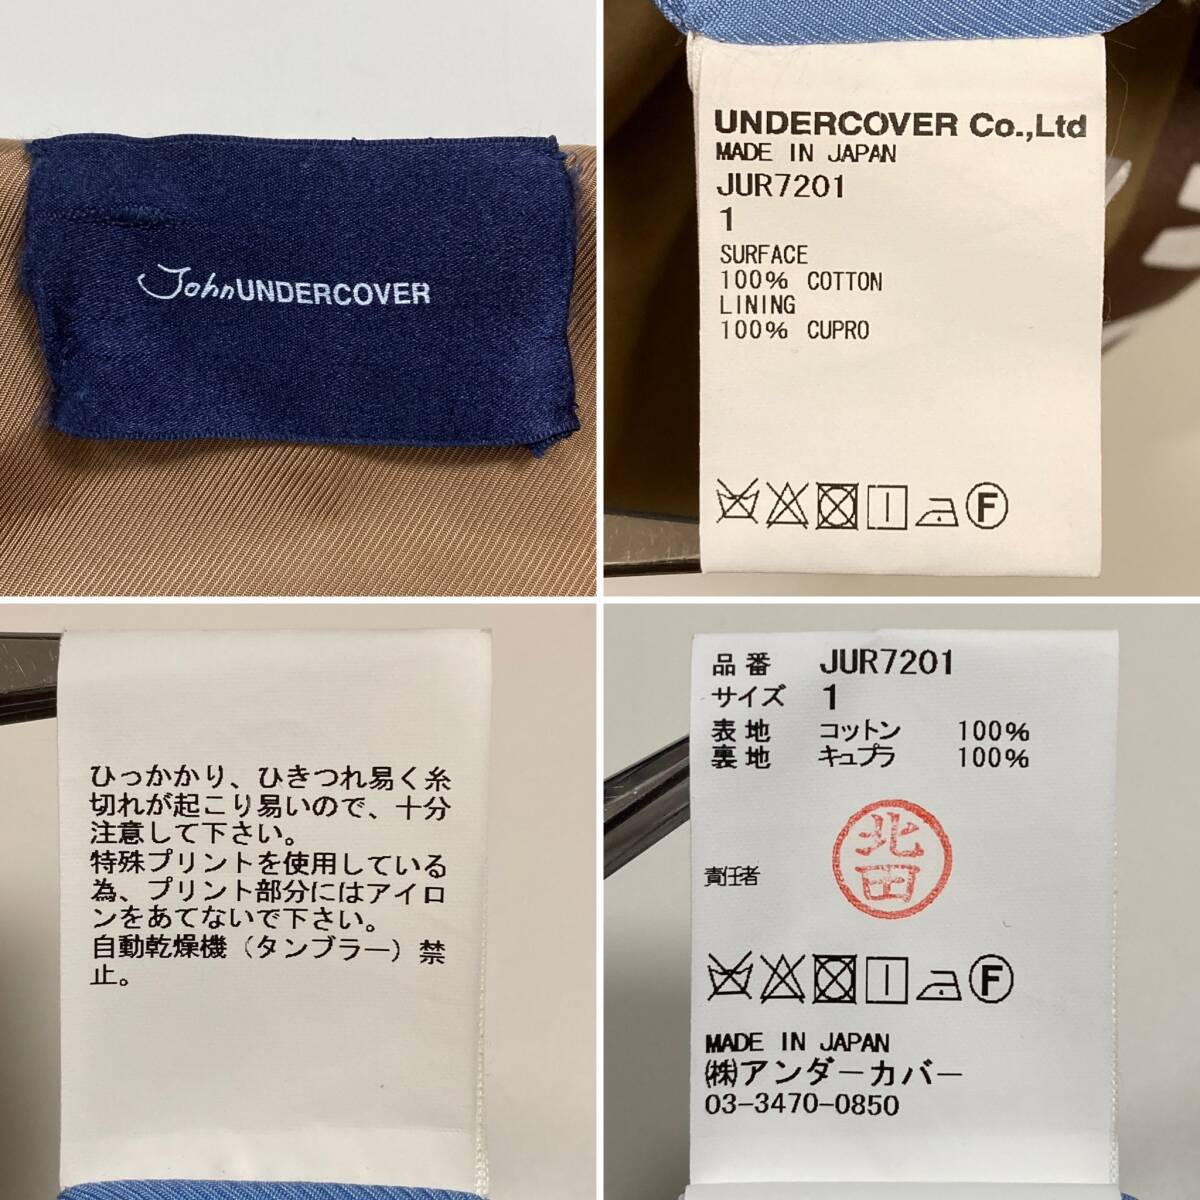 JohnUNDERCOVER
UNDERCOVER Co.,Ltd
MADE IN JAPAN
JUR7201
1
SURFACE
100% COTTON
LINING
100% CUPRO
F
ひっかかり、ひきつれ易く糸
切れが起こり易いので、十分
注意して下さい。
特殊プリントを使用している
為、プリント部分にはアイロ
ンをあてないで下さい。
自動乾燥機（タンブラー）禁
止。
品番 JUR7201
サイズ 1
表地 コットン 100%
裏地 キュプラ 100%
責任者 北田
F
MADE IN JAPAN
㈱アンダーカバー
03-3470-0850